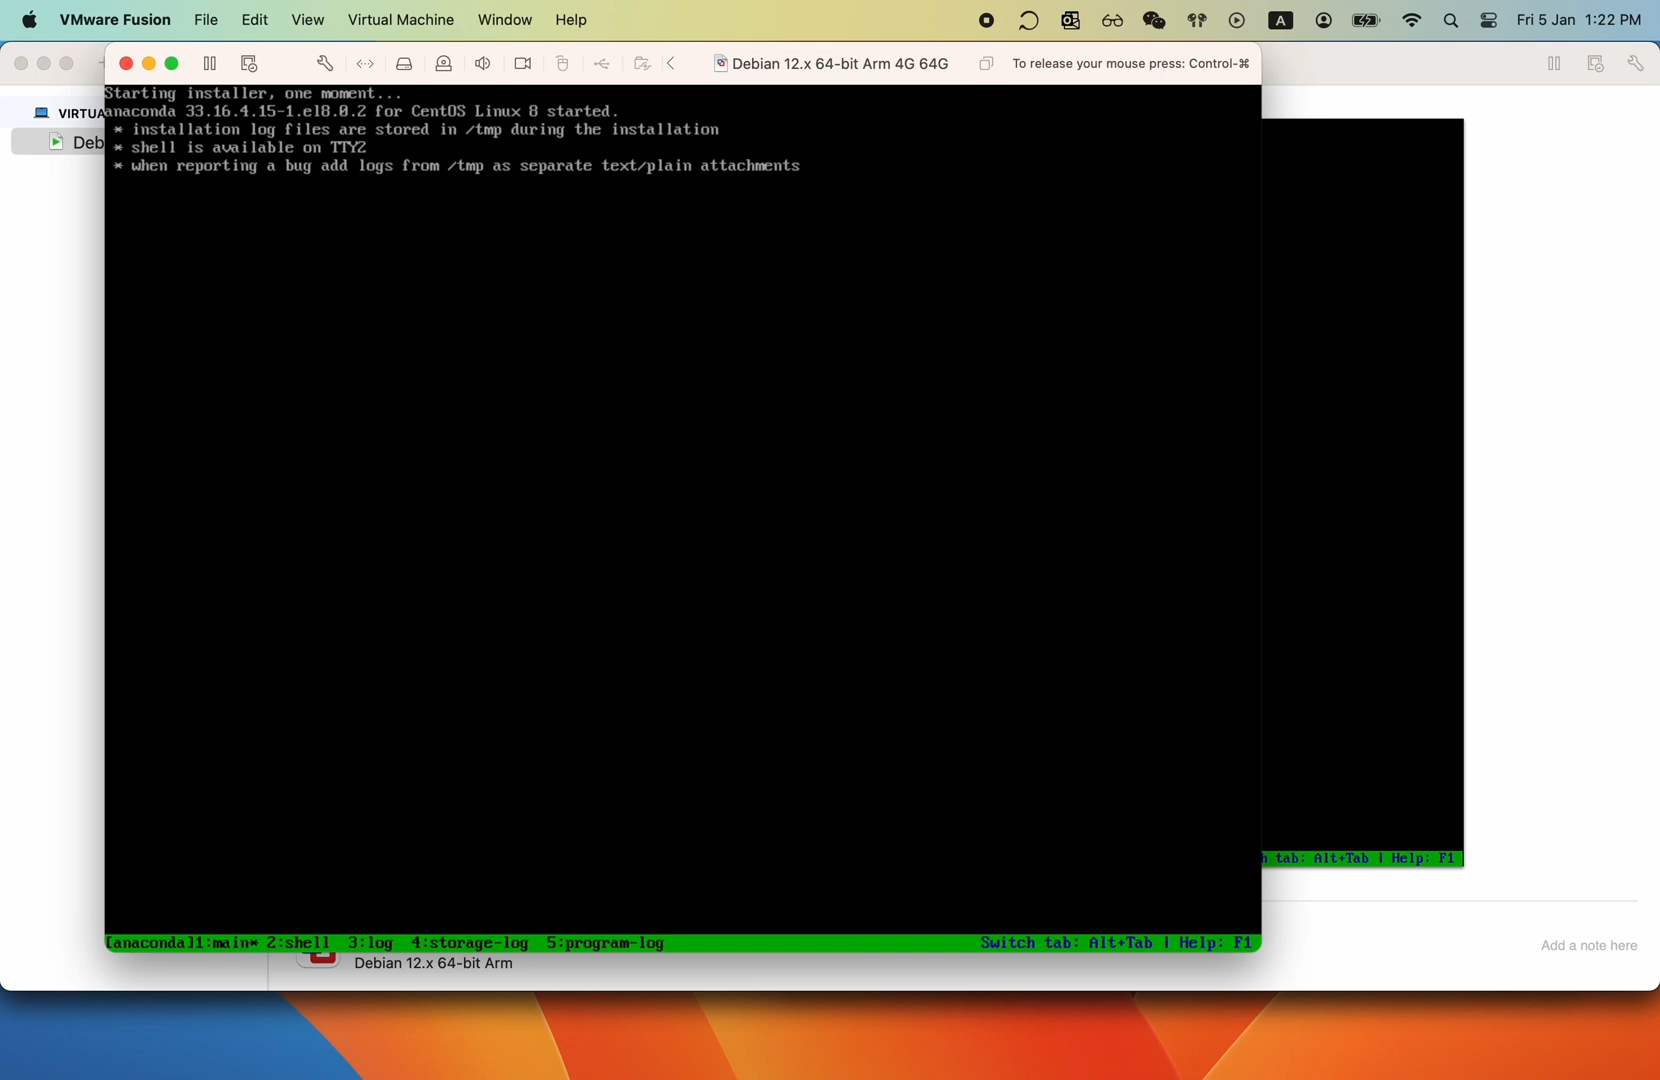 VMware Fusion File Edit View Virtual Machine Window Help A Fri 5 Jan 1:22 PM
Debian 12.x 64-bit Arm 4G 64G To release your mouse press: Control-⌘
VIRTUA
Deb
Starting installer, one moment...
anaconda 33.16.4.15-1.el8.0.2 for CentOS Linux 8 started.
* installation log files are stored in /tmp during the installation
* shell is available on TTY2
* when reporting a bug add logs from /tmp as separate text/plain attachments
h tab: Alt+Tab | Help: F1
[anaconda]1:main* 2:shell 3:log 4:storage-log 5:program-log Switch tab: Alt+Tab | Help: F1
Add a note here
Debian 12.x 64-bit Arm